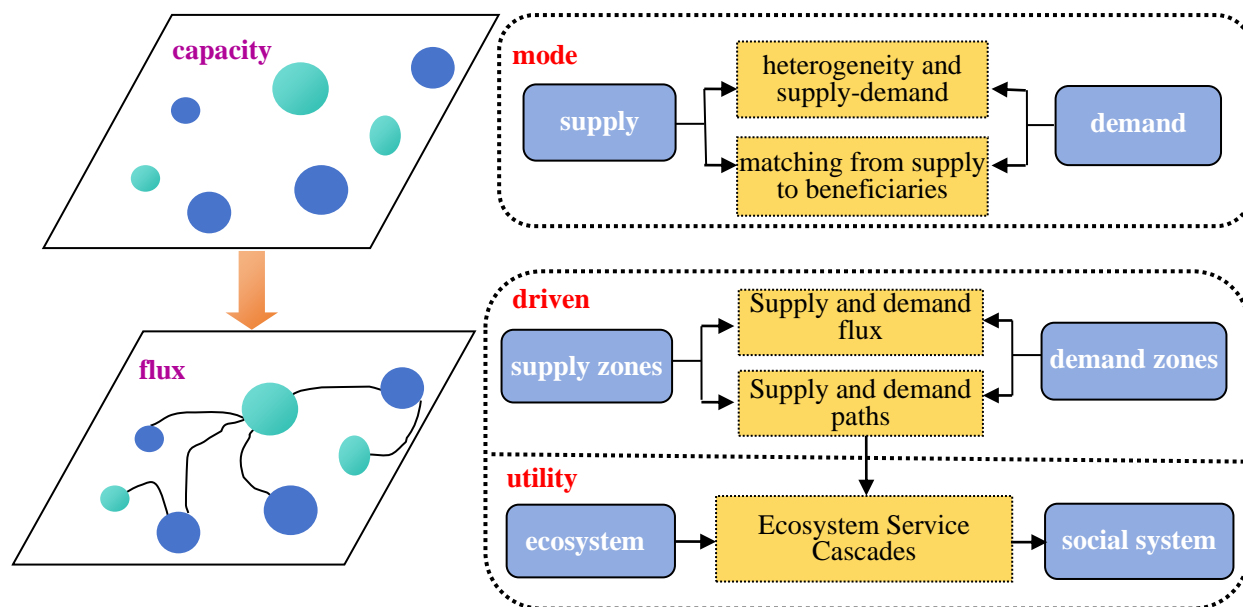 capacity
mode
supply
heterogeneity and
supply-demand
matching from supply
to beneficiaries
demand
flux
driven
supply zones
Supply and demand
flux
Supply and demand
paths
demand zones
utility
ecosystem
Ecosystem Service
Cascades
social system